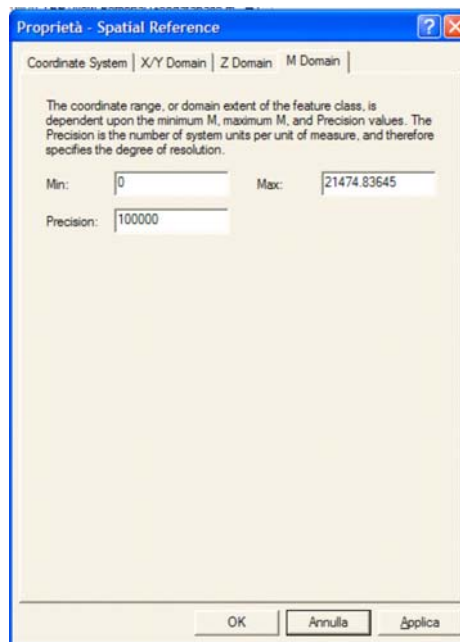 Proprietà - Spatial Reference
Coordinate System X/Y Domain Z Domain M Domain
The coordinate range, or domain extent of the feature class, is
dependent upon the minimum M, maximum M, and Precision values. The
Precision is the number of system units per unit of measure, and therefore
specifies the degree of resolution.
Min: 0 Max: 21474.83645
Precision: 100000
OK Annulla Applica